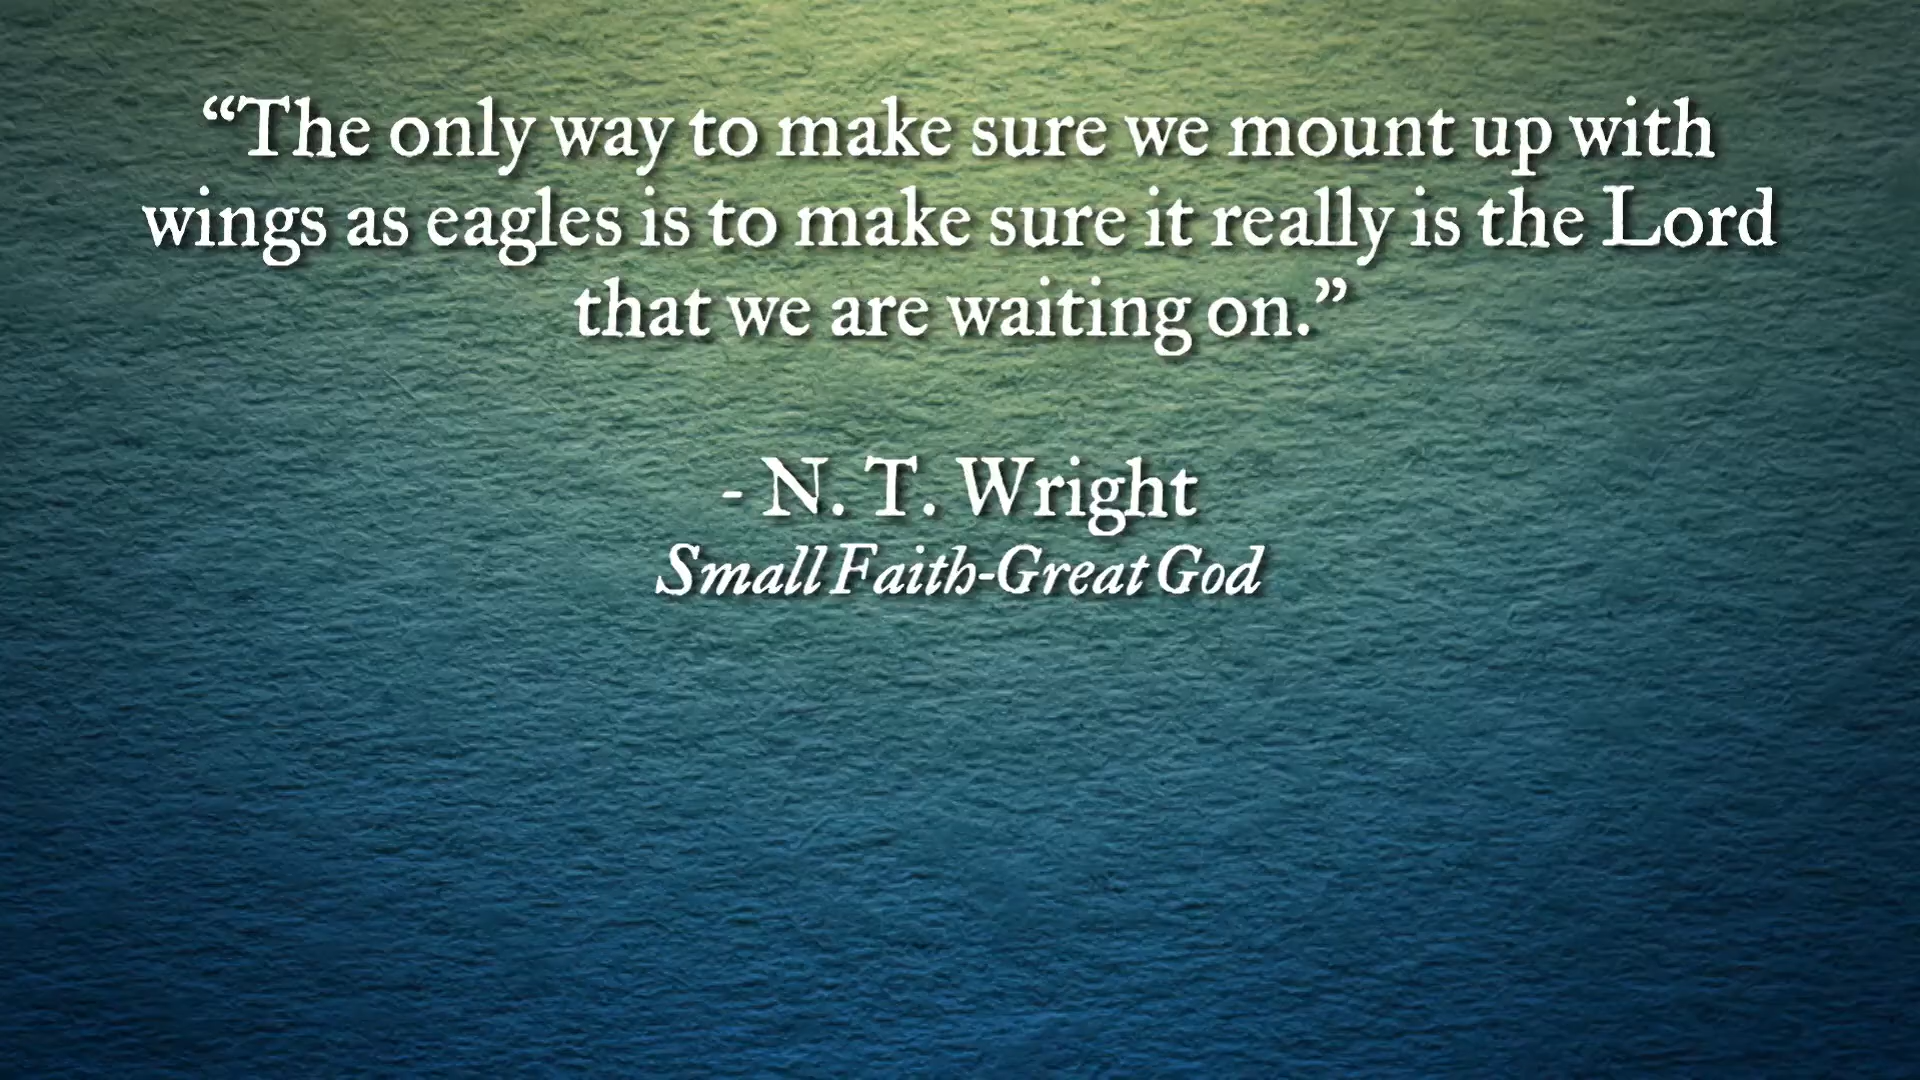 “The only way to make sure we mount up with
wings as eagles is to make sure it really is the Lord
that we are waiting on.”
- N. T. Wright
Small Faith-Great God